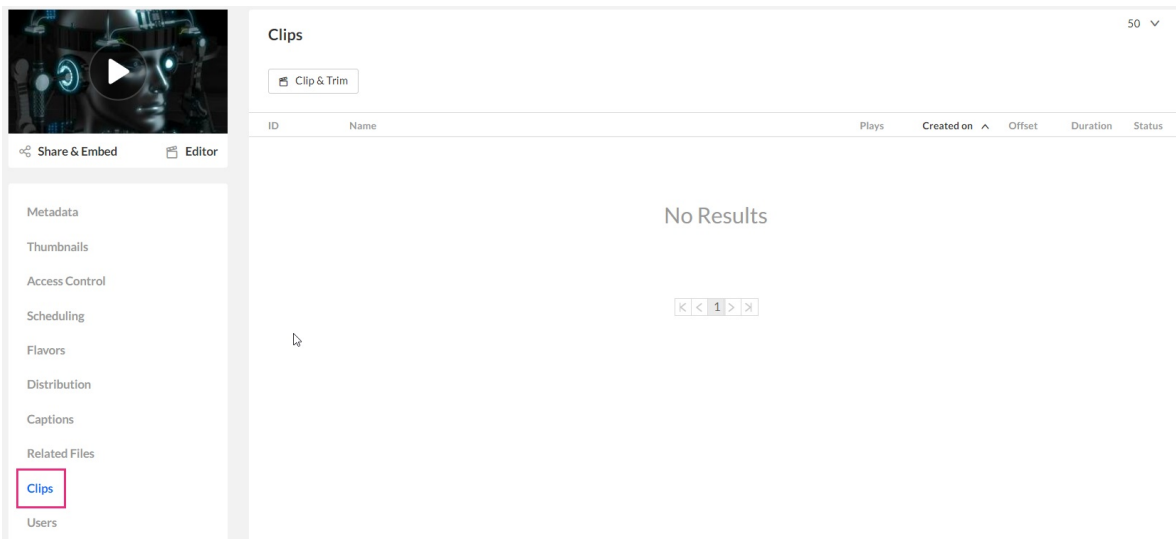 Clips
50
Clip & Trim
ID Name Plays Created on Offset Duration Status
Share & Embed Editor
No Results
1
Metadata
Thumbnails
Access Control
Scheduling
Flavors
Distribution
Captions
Related Files
Clips
Users